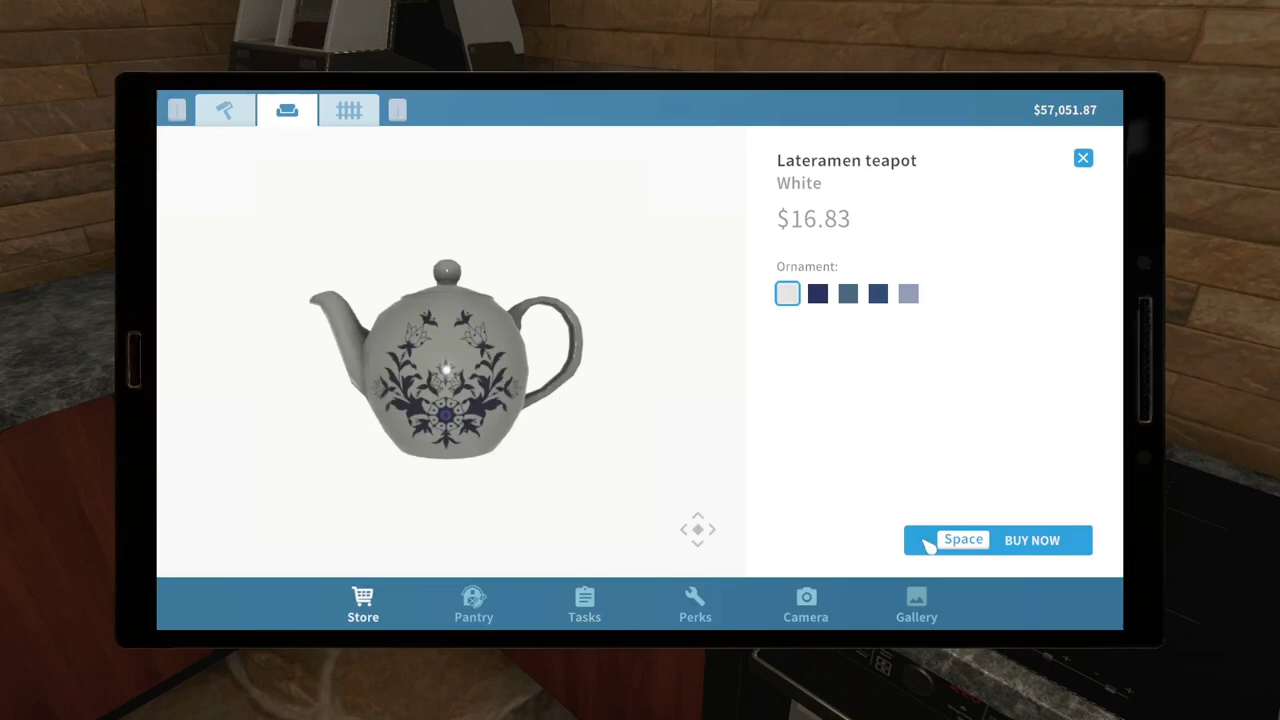 $57,051.87
Lateramen teapot
White
$16.83
Ornament:
Space BUY NOW
Store
Pantry
Tasks
Perks
Camera
Gallery